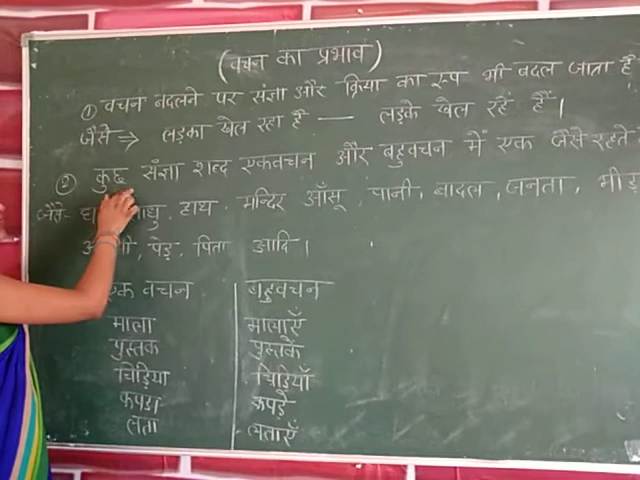 (वचन का प्रभाव)
① वचन बदलने पर संज्ञा और क्रिया का रूप भी बदल जाता है
जैसे ⇒ लड़का खेल रहा है — लड़के खेल रहें हैं।
② कुछ संज्ञा शब्द एकवचन और बहुवचन में एक जैसे रहते
जैसे- हाथ, मन्दिर, आँसू, पानी, बादल, जनता, भीड़
पेड़, पिता आदि।
एक वचन बहुवचन
माला मालाएँ
पुस्तक पुस्तकें
चिड़िया चिड़ियाँ
कपडा कपड़े
लता लताएँ